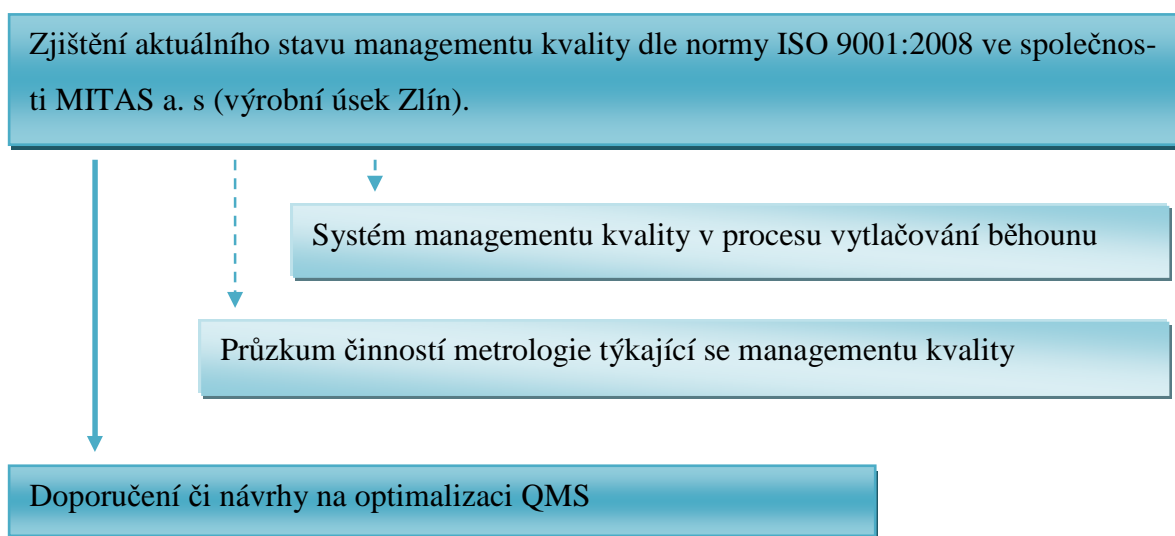 Zjištění aktuálního stavu managementu kvality dle normy ISO 9001:2008 ve společnos-
ti MITAS a. s (výrobní úsek Zlín).
Systém managementu kvality v procesu vytlačování běhounu
Průzkum činností metrologie týkající se managementu kvality
Doporučení či návrhy na optimalizaci QMS